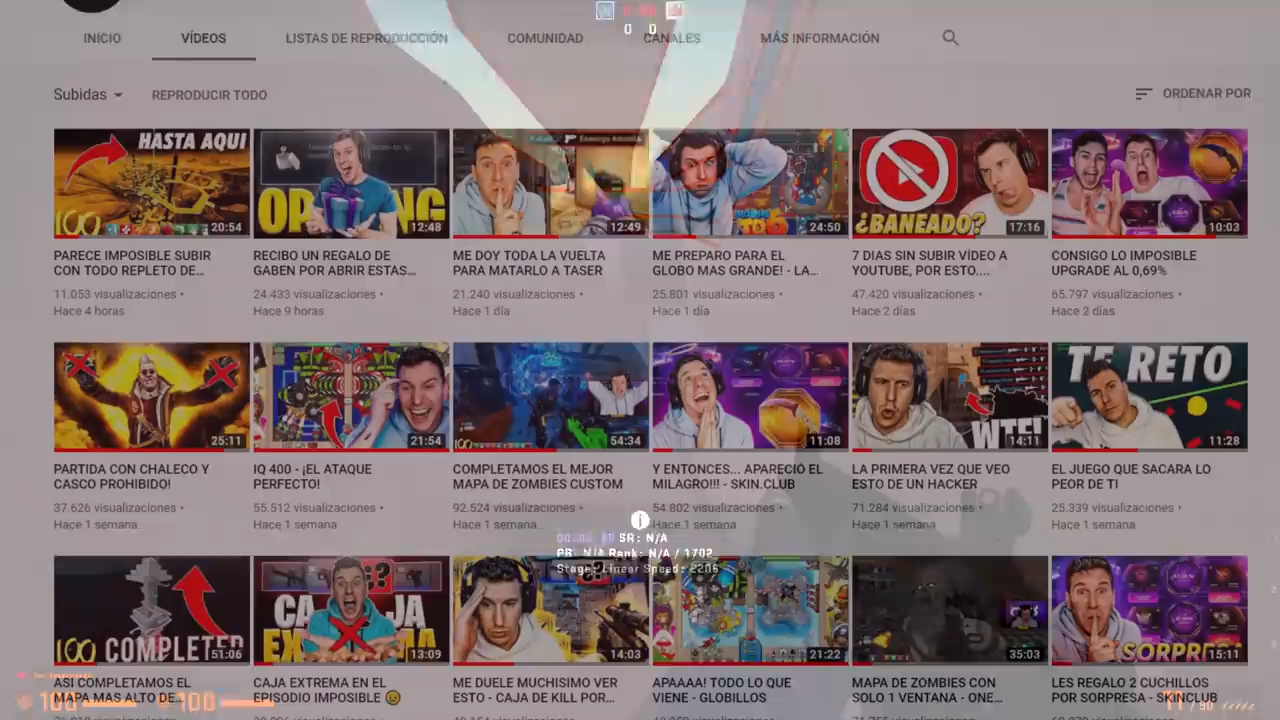 0 0
INICIO VÍDEOS LISTAS DE REPRODUCCIÓN COMUNIDAD CANALES MÁS INFORMACIÓN
Subidas REPRODUCIR TODO ORDENAR POR
HASTA AQUI
100
20:54
12:48
12:49
24:50
¿BANEADO?
17:16
10:03
PARECE IMPOSIBLE SUBIR
CON TODO REPLETO DE...
11.053 visualizaciones •
Hace 4 horas
RECIBO UN REGALO DE
GABEN POR ABRIR ESTAS...
24.433 visualizaciones •
Hace 9 horas
ME DOY TODA LA VUELTA
PARA MATARLO A TASER
21.240 visualizaciones •
Hace 1 día
ME PREPARO PARA EL
GLOBO MAS GRANDE! - LA...
25.801 visualizaciones •
Hace 1 día
7 DIAS SIN SUBIR VÍDEO A
YOUTUBE, POR ESTO....
47.420 visualizaciones •
Hace 2 días
CONSIGO LO IMPOSIBLE
UPGRADE AL 0,69%
65.797 visualizaciones •
Hace 2 días
25:11
21:54
100
54:34
11:08
WTF!
14:11
TE RETO
11:28
PARTIDA CON CHALECO Y
CASCO PROHIBIDO!
37.626 visualizaciones •
Hace 1 semana
IQ 400 - ¡EL ATAQUE
PERFECTO!
55.512 visualizaciones •
Hace 1 semana
COMPLETAMOS EL MEJOR
MAPA DE ZOMBIES CUSTOM
92.524 visualizaciones •
Hace 1 semana
Y ENTONCES... APARECIÓ EL
MILAGRO!!! - SKIN.CLUB
54.802 visualizaciones •
Hace 1 semana
LA PRIMERA VEZ QUE VEO
ESTO DE UN HACKER
71.284 visualizaciones •
Hace 1 semana
EL JUEGO QUE SACARA LO
PEOR DE TI
25.339 visualizaciones •
Hace 1 semana
SR: N/A
PB: N/A Rank: N/A / 1702
Stage: Linear Speed: 2206
100 COMPLETED
51:06
13:09
14:03
21:22
35:03
15:11
ASI COMPLETAMOS EL
MAPA MAS ALTO DE...
CAJA EXTREMA EN EL
EPISODIO IMPOSIBLE 😣
ME DUELE MUCHISIMO VER
ESTO - CAJA DE KILL POR...
APAAAA! TODO LO QUE
VIENE - GLOBILLOS
MAPA DE ZOMBIES CON
SOLO 1 VENTANA - ONE...
LES REGALO 2 CUCHILLOS
POR SORPRESA - SKINCLUB
100 100
/ 90